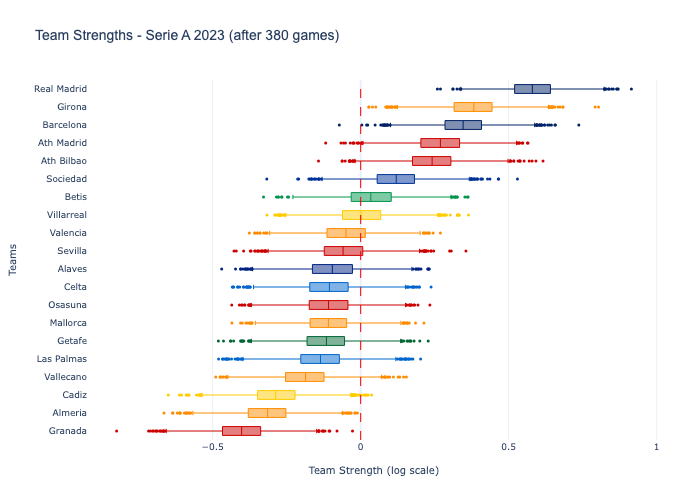 Team Strengths - Serie A 2023 (after 380 games)
Real Madrid
Girona
Barcelona
Ath Madrid
Ath Bilbao
Sociedad
Betis
Villarreal
Valencia
Sevilla
Alaves
Celta
Osasuna
Mallorca
Getafe
Las Palmas
Vallecano
Cadiz
Almeria
Granada
Teams
−0.5 0 0.5 1
Team Strength (log scale)